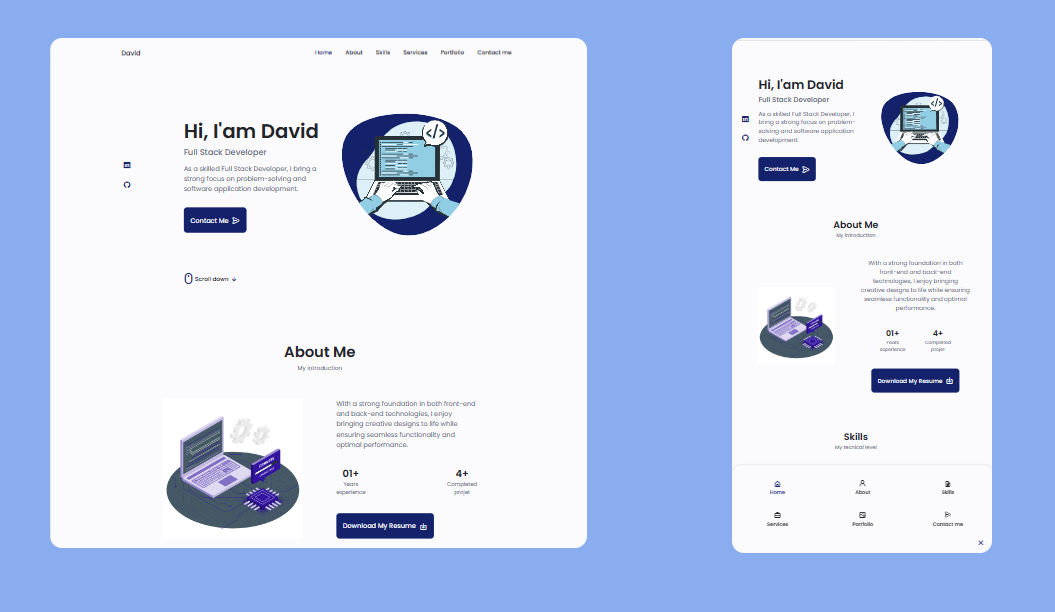 David
Home About Skills Services Portfolio Contact me
Hi, I'am David
Full Stack Developer
As a skilled Full Stack Developer, I bring a
strong focus on problem-solving and
software application development.
Contact Me
Scroll down
About Me
My introduction
With a strong foundation in both front-end
and back-end technologies, I enjoy
bringing creative designs to life while
ensuring seamless functionality and
optimal performance.
01+ 4+
Years Completed
experience projet
Download My Resume
Hi, I'am David
Full Stack Developer
As a skilled Full Stack Developer, I
bring a strong focus on problem-
solving and software application
development.
Contact Me
About Me
My introduction
With a strong foundation in both
front-end and back-end
technologies, I enjoy bringing
creative designs to life while ensuring
seamless functionality and optimal
performance.
01+ 4+
Years Completed
experience projet
Download My Resume
Skills
My tecnical level
Home About Skills
Services Portfolio Contact me